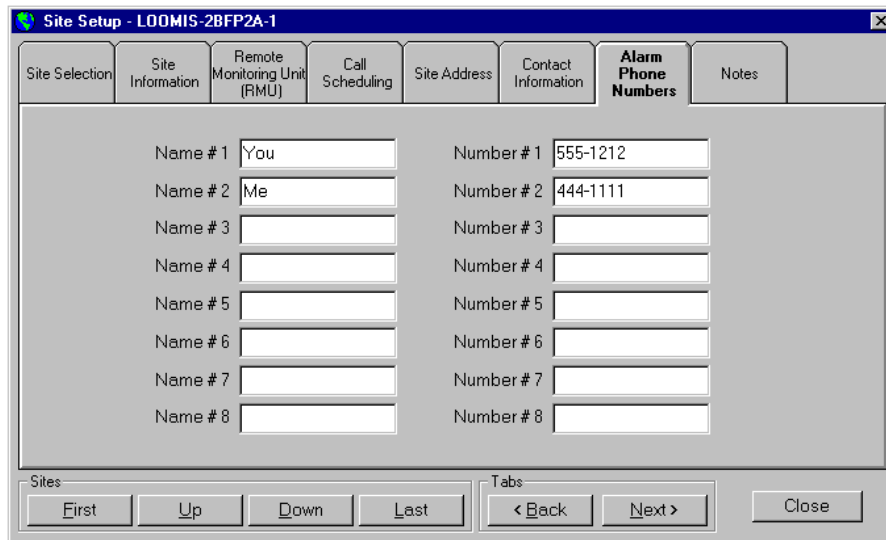 Site Setup - LOOMIS-2BFP2A-1
Site Selection
Site
Information
Remote
Monitoring Unit
(RMU)
Call
Scheduling
Site Address
Contact
Information
Alarm
Phone
Numbers
Notes
Name # 1 You Number # 1 555-1212
Name # 2 Me Number # 2 444-1111
Name # 3 Number # 3
Name # 4 Number # 4
Name # 5 Number # 5
Name # 6 Number # 6
Name # 7 Number # 7
Name # 8 Number # 8
Sites Tabs
First Up Down Last < Back Next > Close